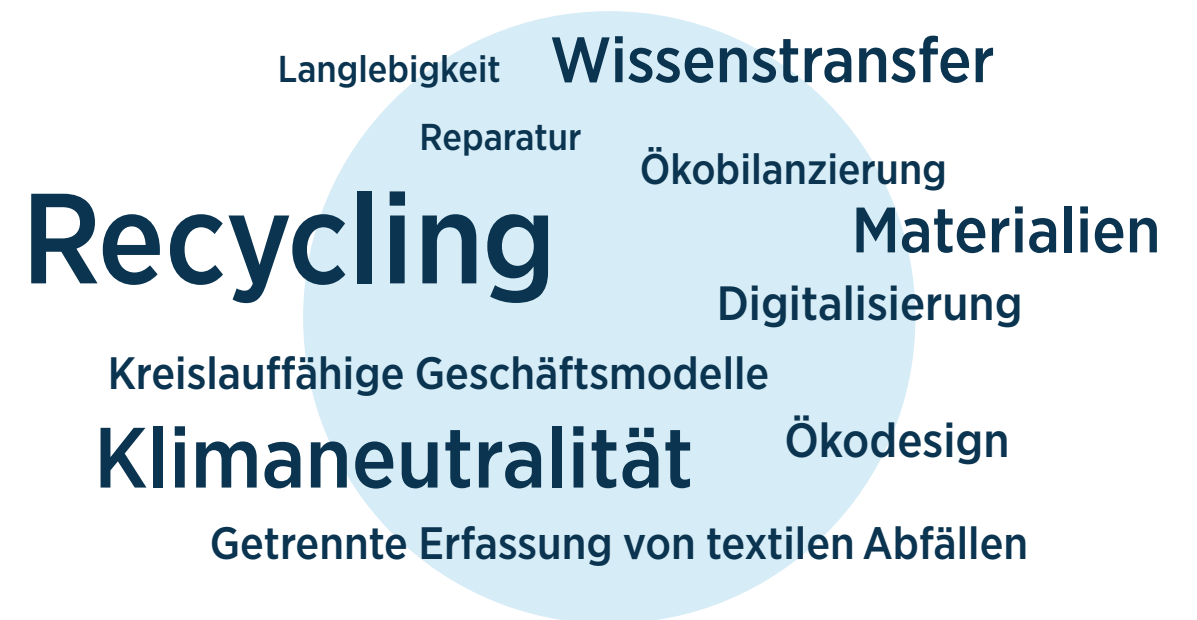 Langlebigkeit
Wissenstransfer
Reparatur
Ökobilanzierung
Recycling
Materialien
Digitalisierung
Kreislauffähige Geschäftsmodelle
Klimaneutralität
Ökodesign
Getrennte Erfassung von textilen Abfällen